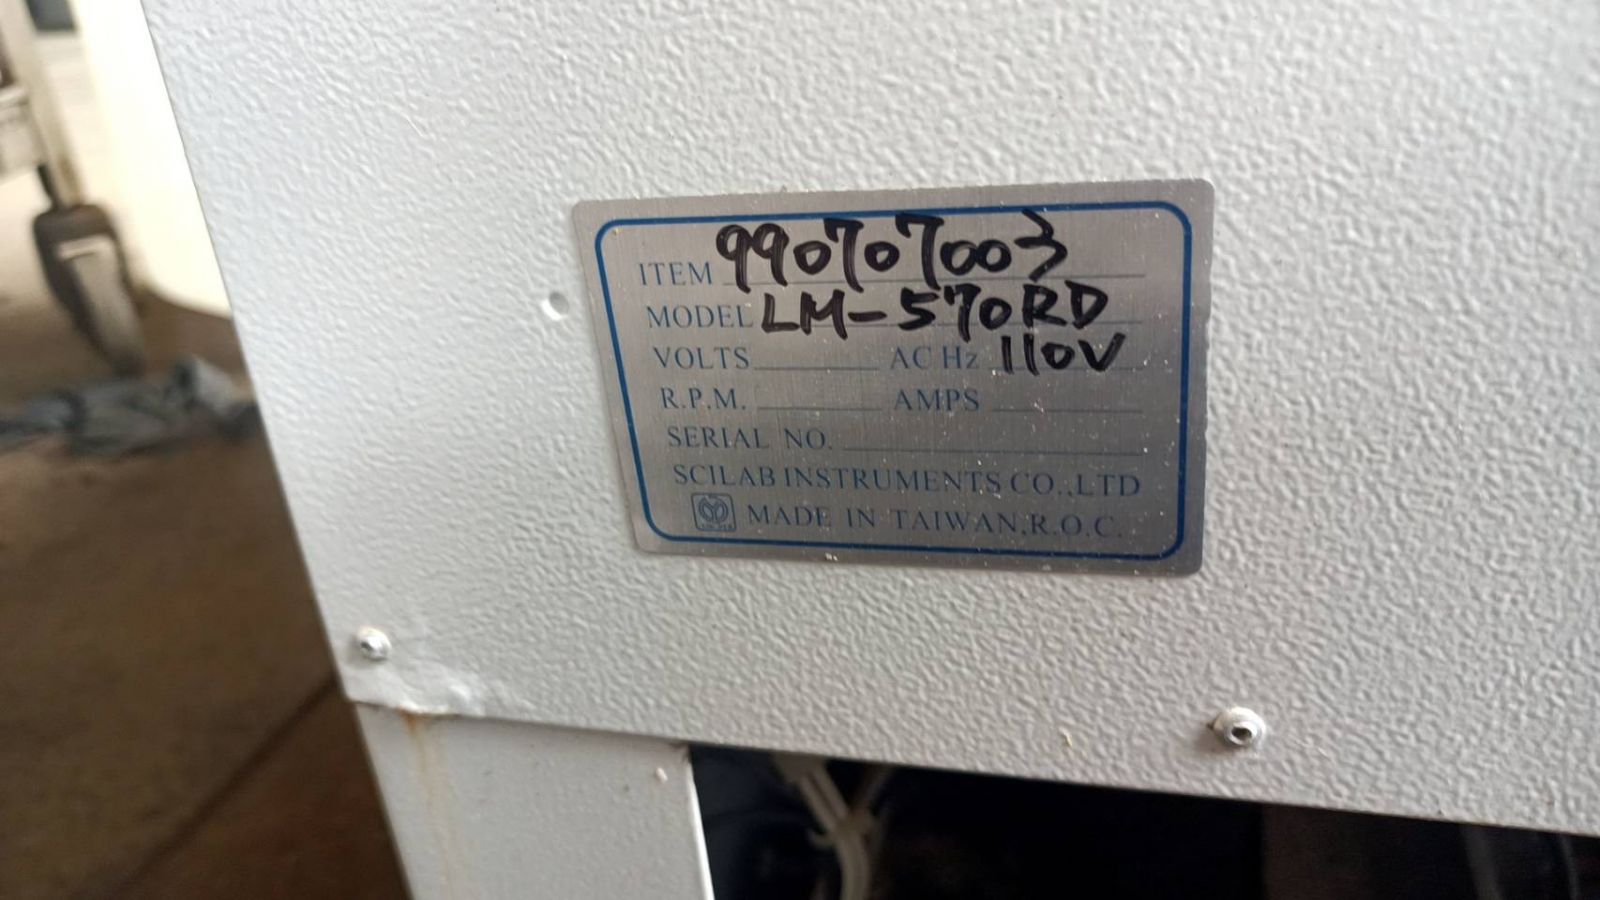 ITEM 990707003
MODEL LM-570RD
VOLTS AC Hz 110V
R.P.M. AMPS
SERIAL NO.
SCILAB INSTRUMENTS CO.,LTD
MADE IN TAIWAN,R.O.C.